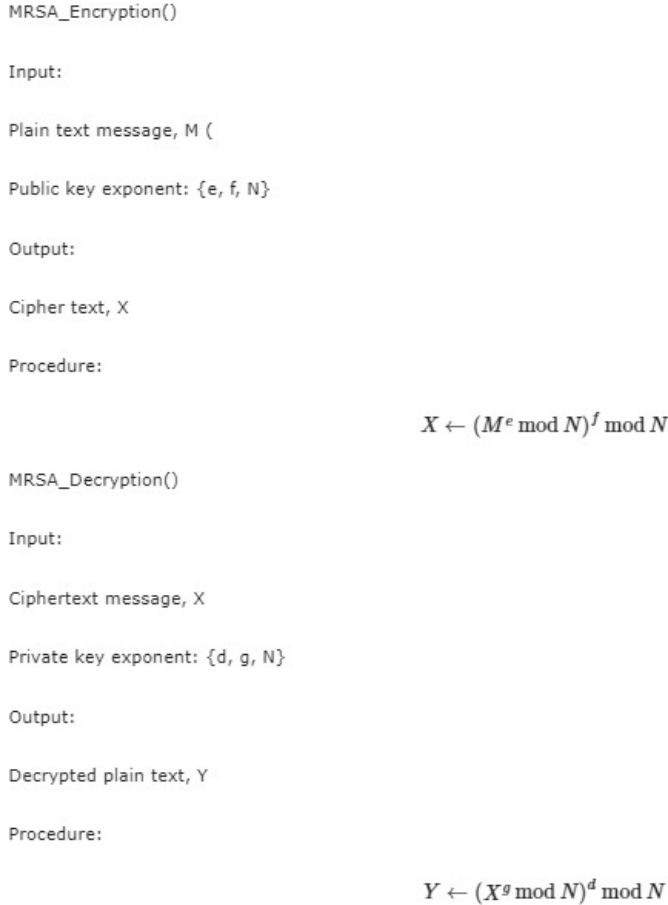 MRSA_Encryption()
Input:
Plain text message, M (
Public key exponent: {e, f, N}
Output:
Cipher text, X
Procedure:
X ← (M^e mod N)^f mod N
MRSA_Decryption()
Input:
Ciphertext message, X
Private key exponent: {d, g, N}
Output:
Decrypted plain text, Y
Procedure:
Y ← (X^g mod N)^d mod N